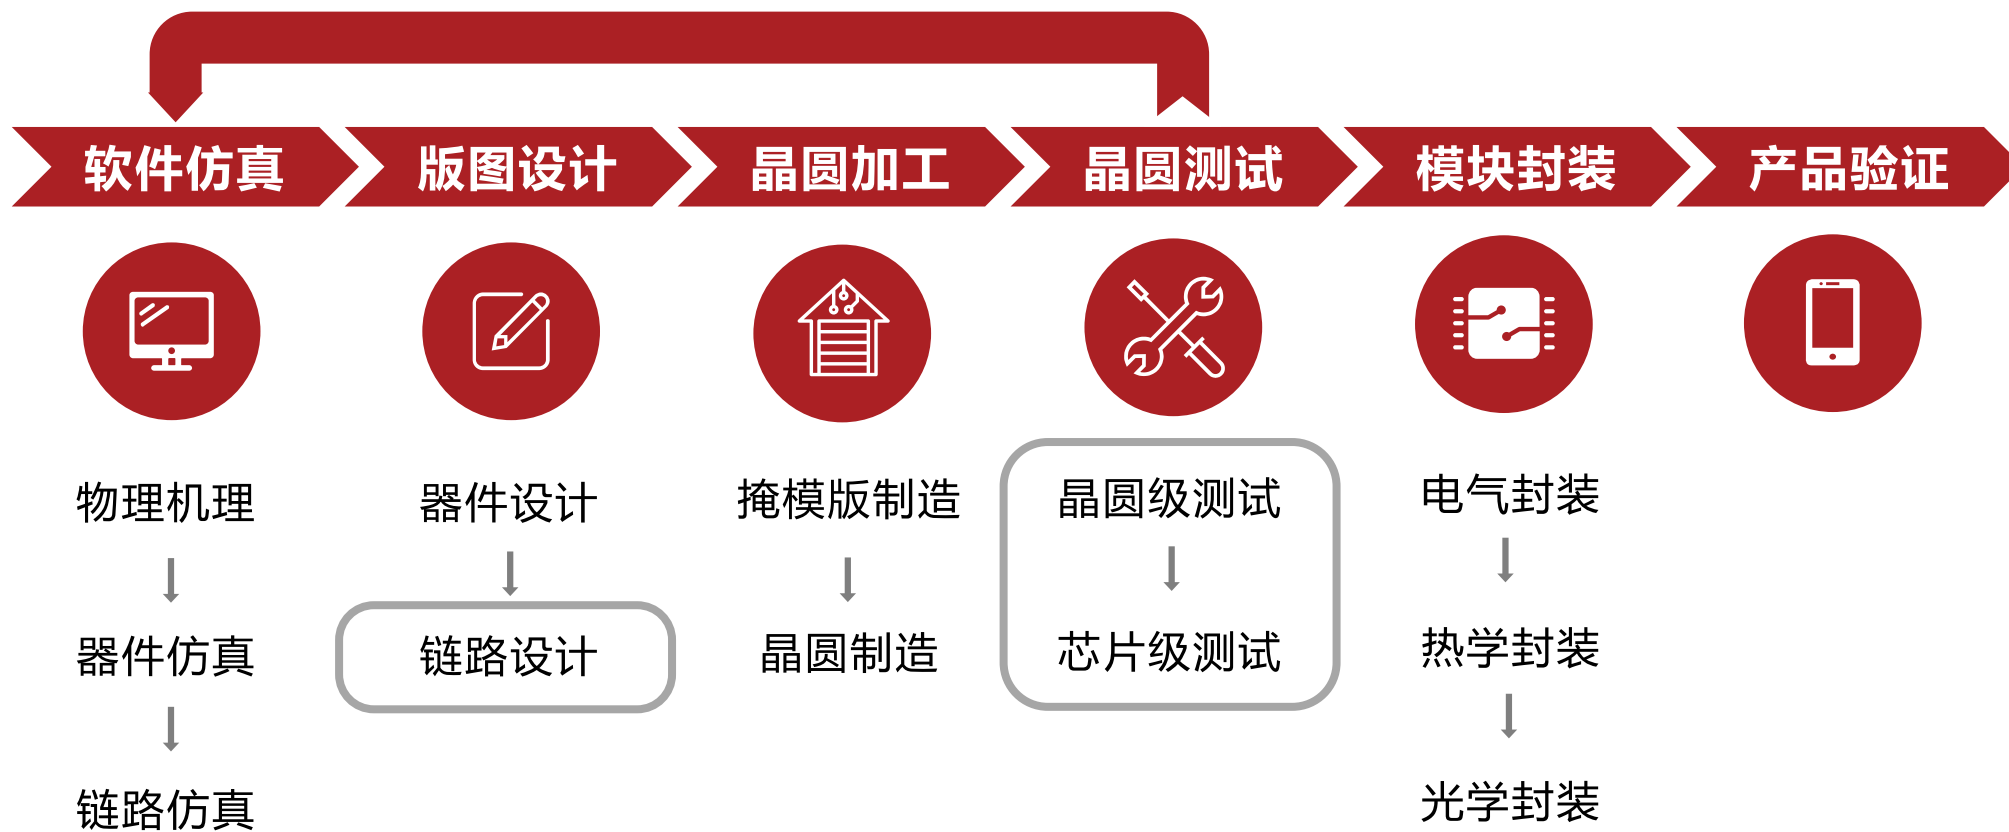 软件仿真
版图设计
晶圆加工
晶圆测试
模块封装
产品验证
物理机理
器件仿真
链路仿真
器件设计
链路设计
掩模版制造
晶圆制造
晶圆级测试
芯片级测试
电气封装
热学封装
光学封装